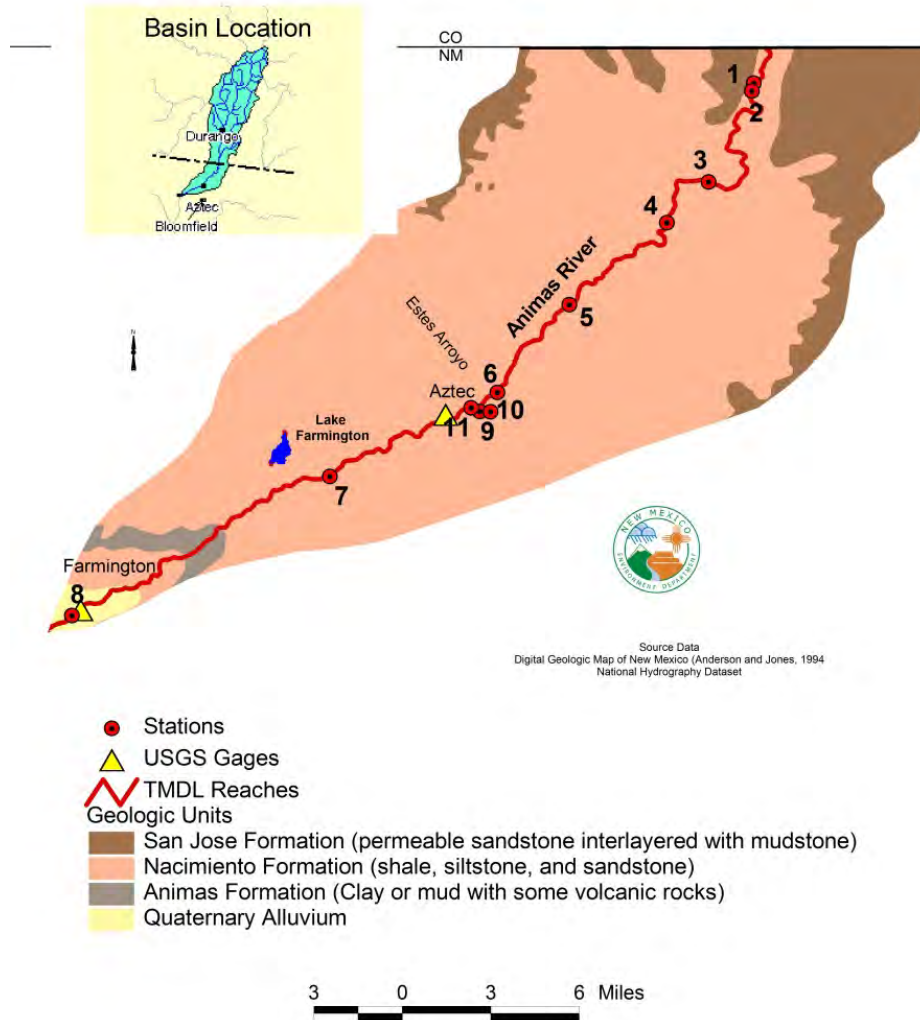 Basin Location
Durango
Aztec
Bloomfield
CO
NM
1
2
3
4
Animas River
5
Estes Arroyo
6
Aztec
10
11
9
Lake
Farmington
7
NEW MEXICO
ENVIRONMENT DEPARTMENT
Farmington
8
N
Source Data
Digital Geologic Map of New Mexico (Anderson and Jones, 1994
National Hydrography Dataset
Stations
USGS Gages
TMDL Reaches
Geologic Units
San Jose Formation (permeable sandstone interlayered with mudstone)
Nacimiento Formation (shale, siltstone, and sandstone)
Animas Formation (Clay or mud with some volcanic rocks)
Quaternary Alluvium
3 0 3 6 Miles